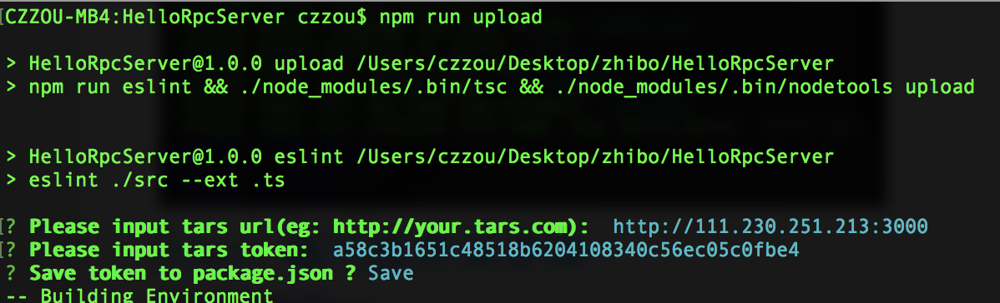 [CZZOU-MB4:HelloRpcServer czzou$ npm run upload
> HelloRpcServer@1.0.0 upload /Users/czzou/Desktop/zhibo/HelloRpcServer
> npm run eslint && ./node_modules/.bin/tsc && ./node_modules/.bin/nodetools upload
> HelloRpcServer@1.0.0 eslint /Users/czzou/Desktop/zhibo/HelloRpcServer
> eslint ./src --ext .ts
[? Please input tars url(eg: http://your.tars.com):  http://111.230.251.213:3000
[? Please input tars token:  a58c3b1651c48518b6204108340c56ec05c0fbe4
? Save token to package.json ? Save
-- Building Environment